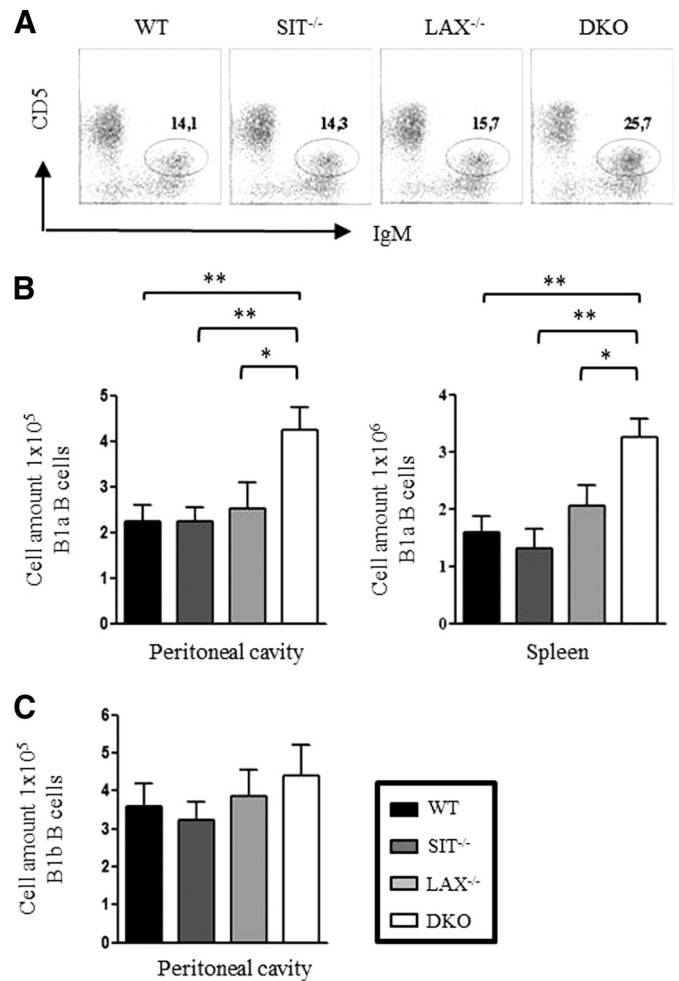 A
WT SIT-/- LAX-/- DKO
CD5
14,1 14,3 15,7 25,7
IgM
B
** **
** **
* *
Cell amount 1x10⁵
B1a B cells
5
4
3
2
1
0
Peritoneal cavity
Cell amount 1x10⁶
B1a B cells
4
3
2
1
0
Spleen
C
Cell amount 1x10⁵
B1b B cells
6
5
4
3
2
1
0
Peritoneal cavity
WT
SIT-/-
LAX-/-
DKO